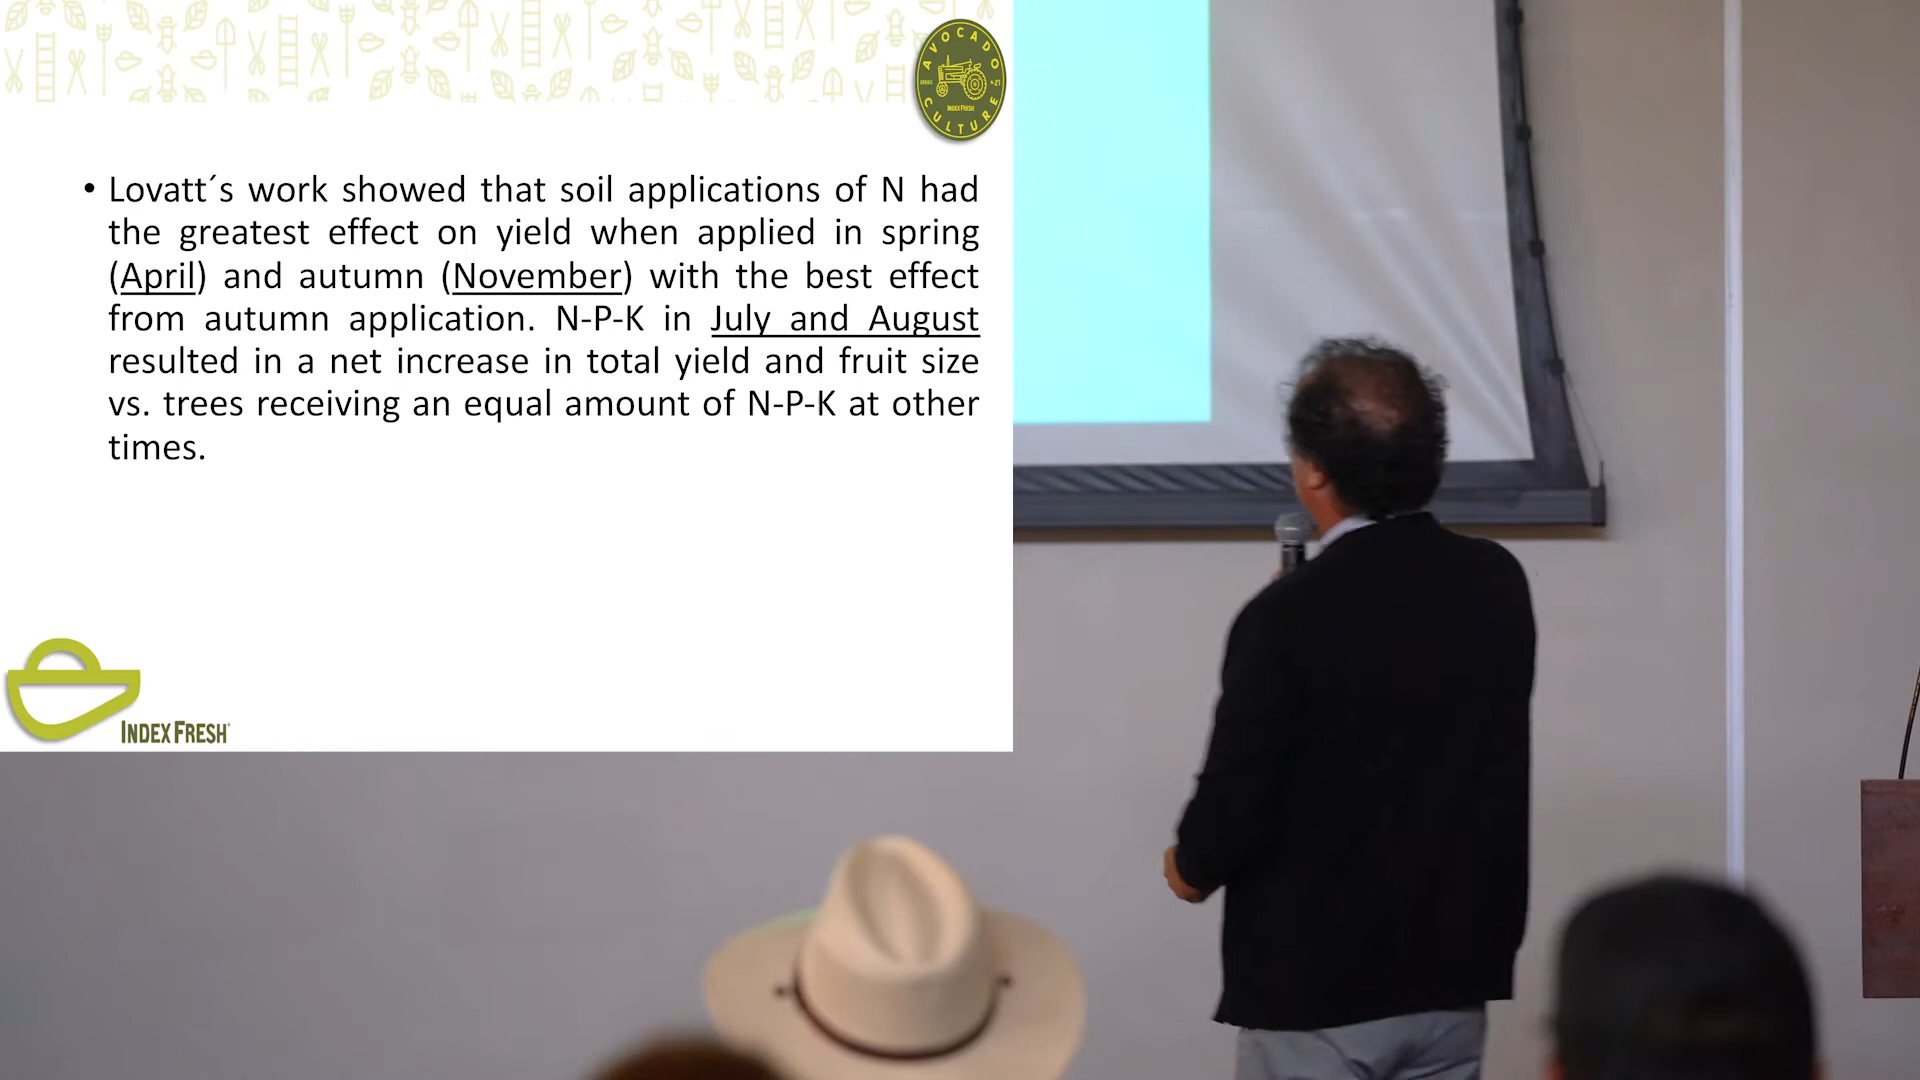 AVOCADO
INDEX FRESH
CULTURE
• Lovatt´s work showed that soil applications of N had
the greatest effect on yield when applied in spring
(April) and autumn (November) with the best effect
from autumn application. N-P-K in July and August
resulted in a net increase in total yield and fruit size
vs. trees receiving an equal amount of N-P-K at other
times.
INDEX FRESH